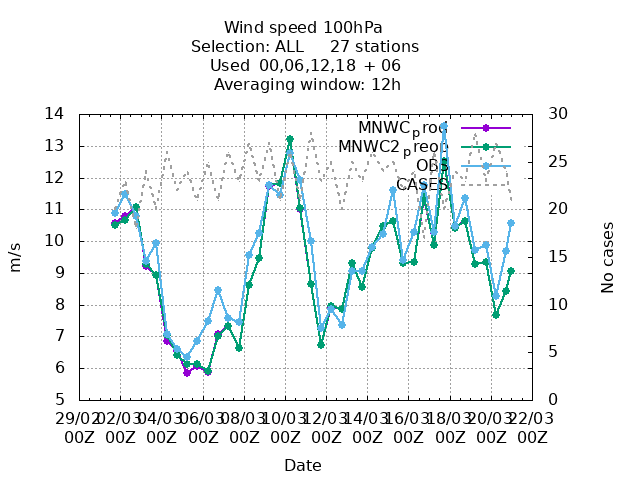 Wind speed 100hPa
Selection: ALL 27 stations
Used 00,06,12,18 + 06
Averaging window: 12h
14
13
12
11
10
9
8
7
6
5
30
25
20
15
10
5
0
m/s
No cases
MNWCproc
MNWC2preop
OBS
CASES
29/02 02/03 04/03 06/03 08/03 10/03 12/03 14/03 16/03 18/03 20/03 22/03
00Z 00Z 00Z 00Z 00Z 00Z 00Z 00Z 00Z 00Z 00Z 00Z
Date